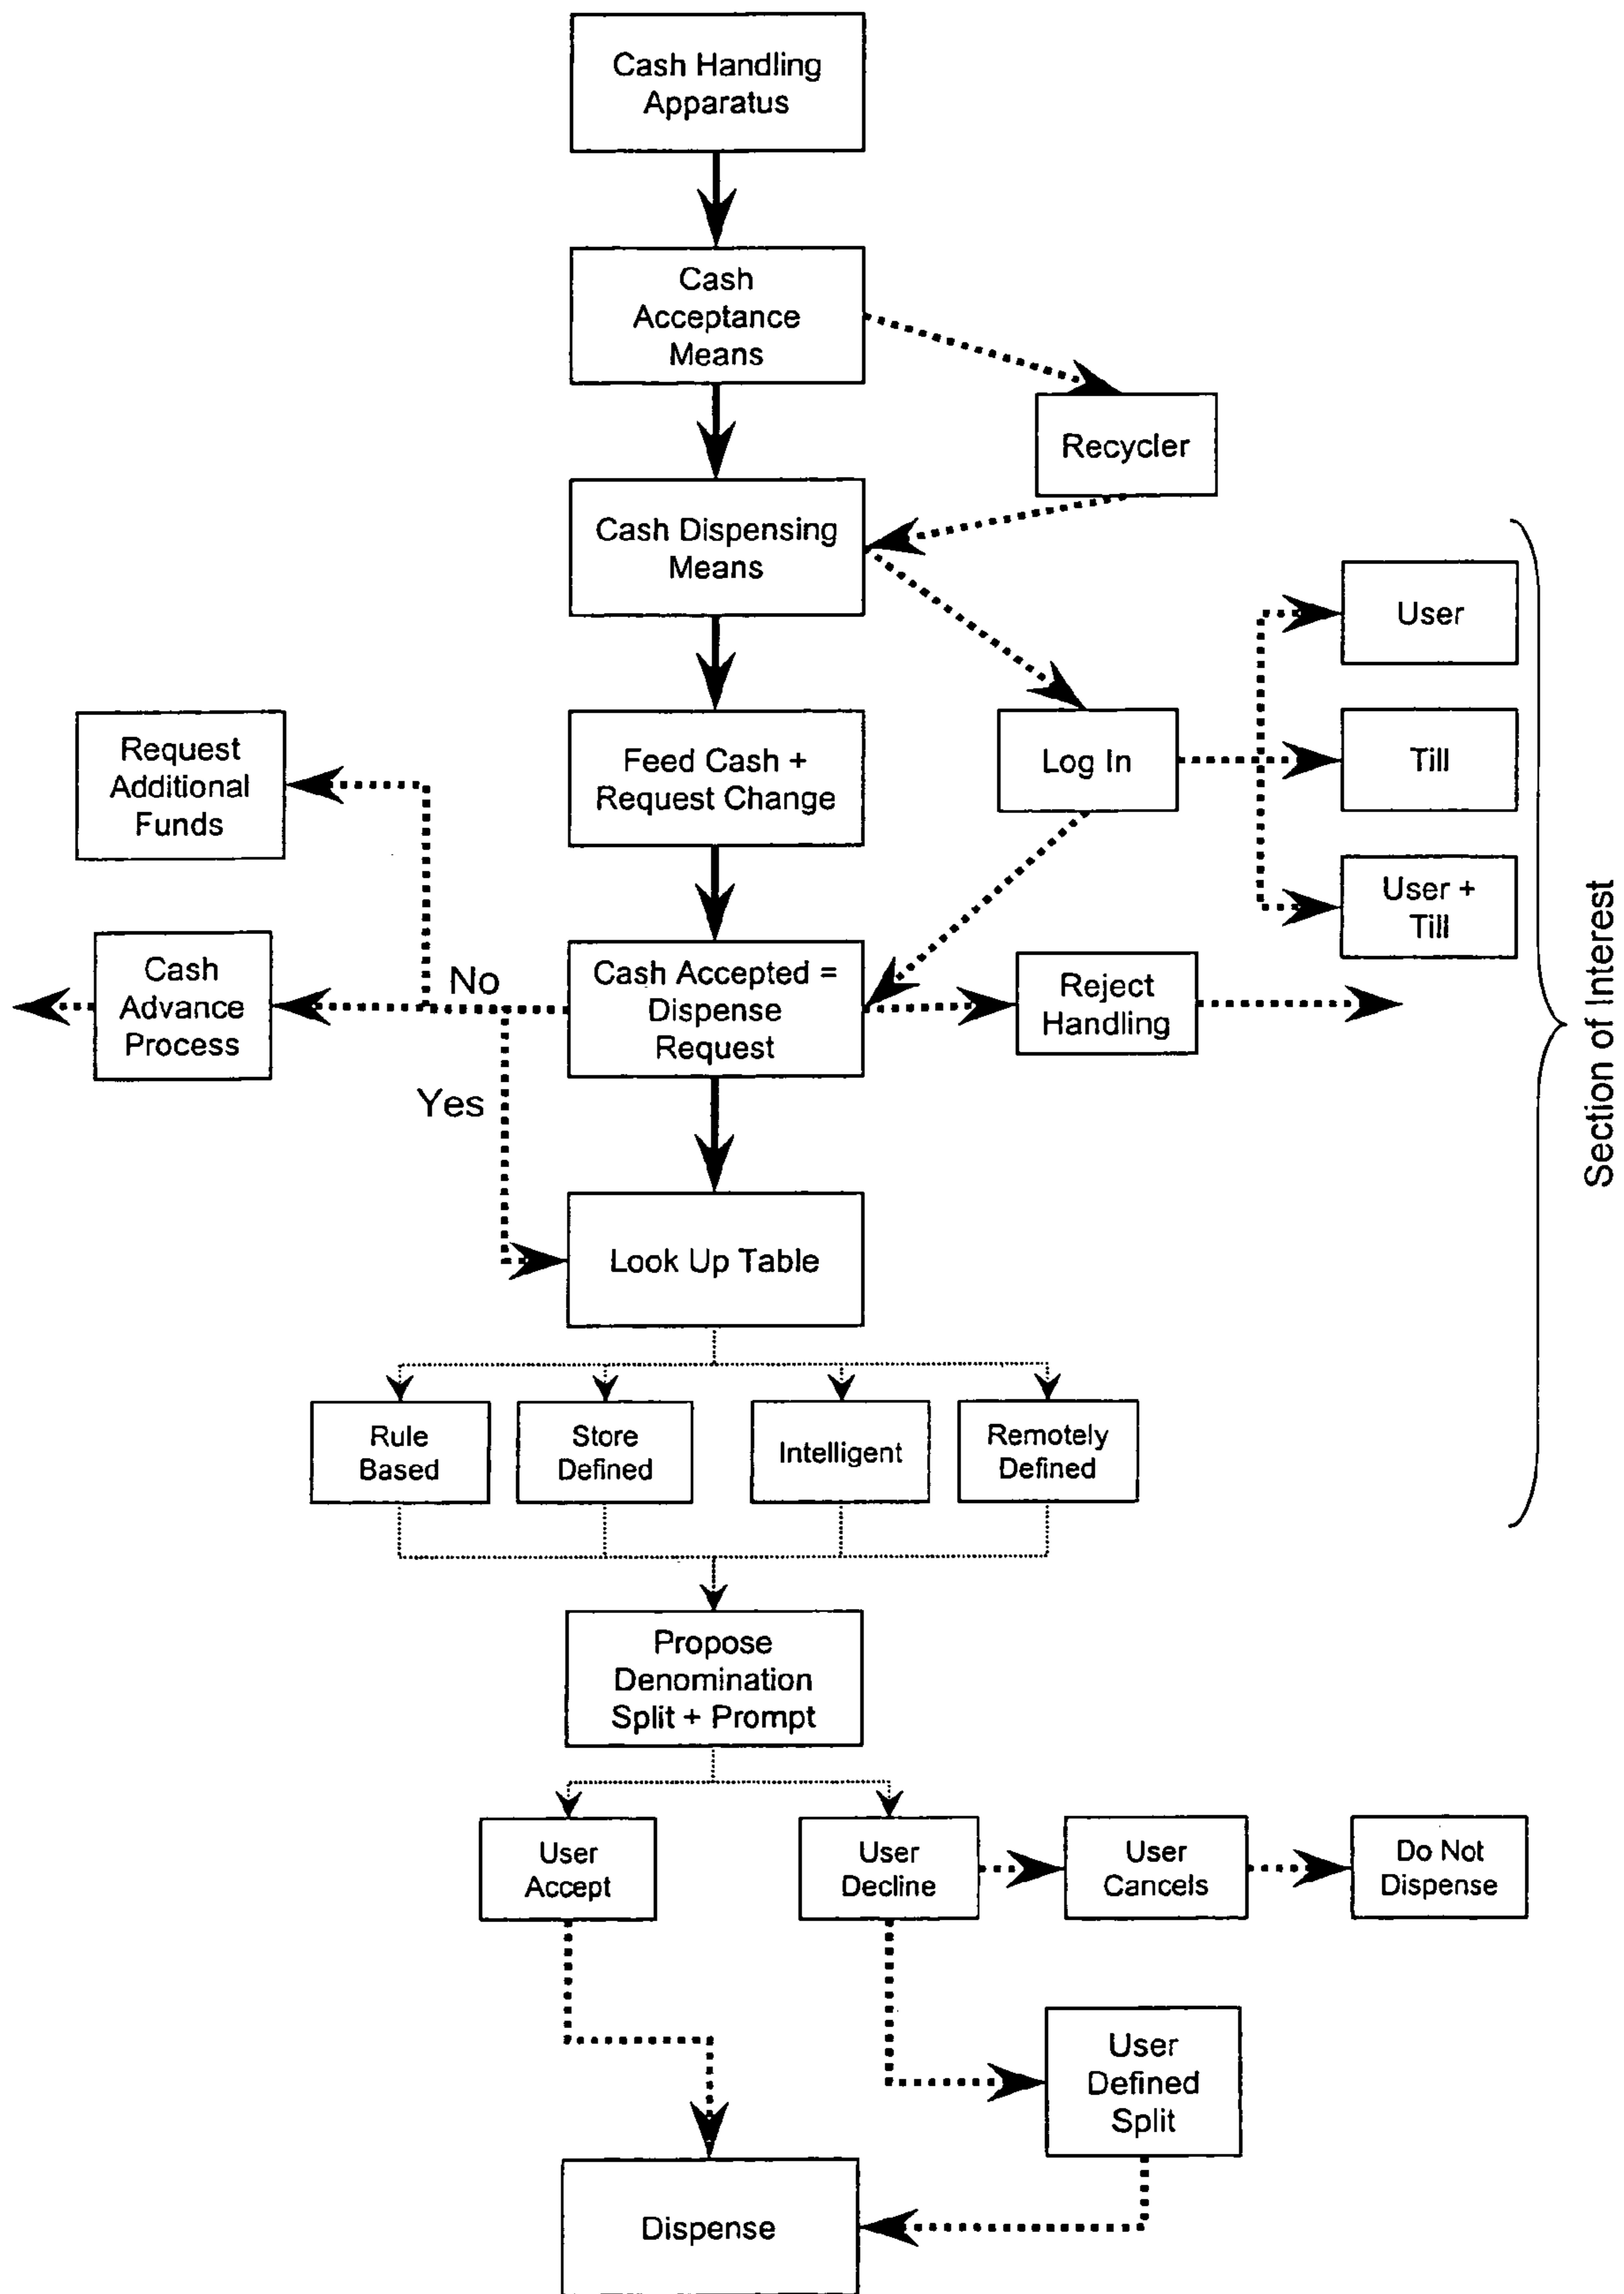 Cash Handling
Apparatus
Cash
Acceptance
Means
Recycler
Cash Dispensing
Means
User
Request
Additional
Funds
Feed Cash +
Request Change
Log In
Till
User +
Till
Cash
Advance
Process
No
Cash Accepted =
Dispense
Request
Reject
Handling
Section of Interest
Yes
Look Up Table
Rule
Based
Store
Defined
Intelligent
Remotely
Defined
Propose
Denomination
Split + Prompt
User
Accept
User
Decline
User
Cancels
Do Not
Dispense
User
Defined
Split
Dispense